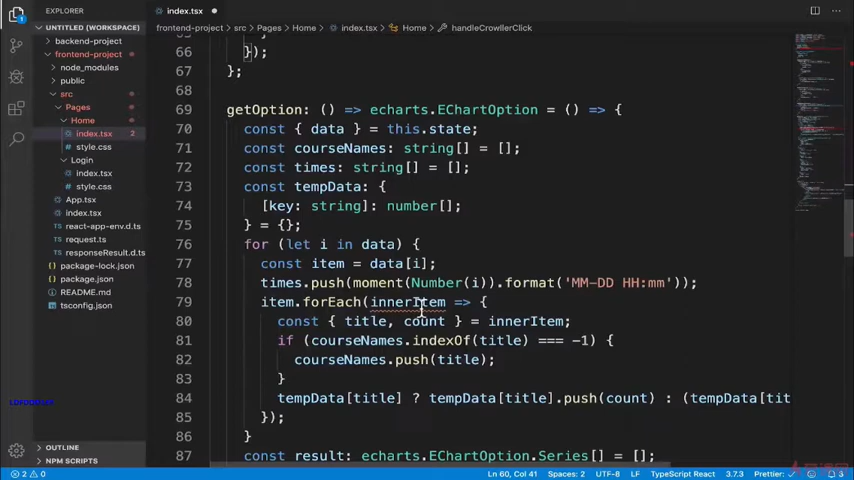 EXPLORER
index.tsx
UNTITLED (WORKSPACE)
backend-project
frontend-project
node_modules
public
src
Pages
Home
index.tsx 2
style.css
Login
index.tsx
style.css
App.tsx
index.tsx
react-app-env.d.ts
request.ts
responseResult.d.ts
package-lock.json
package.json
README.md
tsconfig.json
OUTLINE
NPM SCRIPTS
frontend-project > src > Pages > Home > index.tsx > Home > handleCrowllerClick
66 });
67 };
68
69 getOption: () => echarts.EChartOption = () => {
70 const { data } = this.state;
71 const courseNames: string[] = [];
72 const times: string[] = [];
73 const tempData: {
74 [key: string]: number[];
75 } = {};
76 for (let i in data) {
77 const item = data[i];
78 times.push(moment(Number(i)).format('MM-DD HH:mm'));
79 item.forEach(innerItem => {
80 const { title, count } = innerItem;
81 if (courseNames.indexOf(title) === -1) {
82 courseNames.push(title);
83 }
84 tempData[title] ? tempData[title].push(count) : (tempData[tit
85 });
86 }
87 const result: echarts.EChartOption.Series[] = [];
2 0
Ln 60, Col 41 Spaces: 2 UTF-8 LF TypeScript React 3.7.3 Prettier: ✓ 3